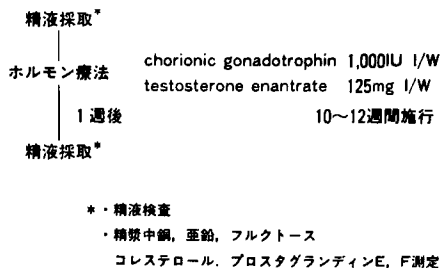 精液採取*
ホルモン療法
chorionic gonadotrophin 1,000IU 1/W
testosterone enantrate 125mg 1/W
1週後
10〜12週間施行
精液採取*
*・精液検査
・精漿中銅,亜鉛,フルクトース
コレステロール.プロスタグランディンE,F測定